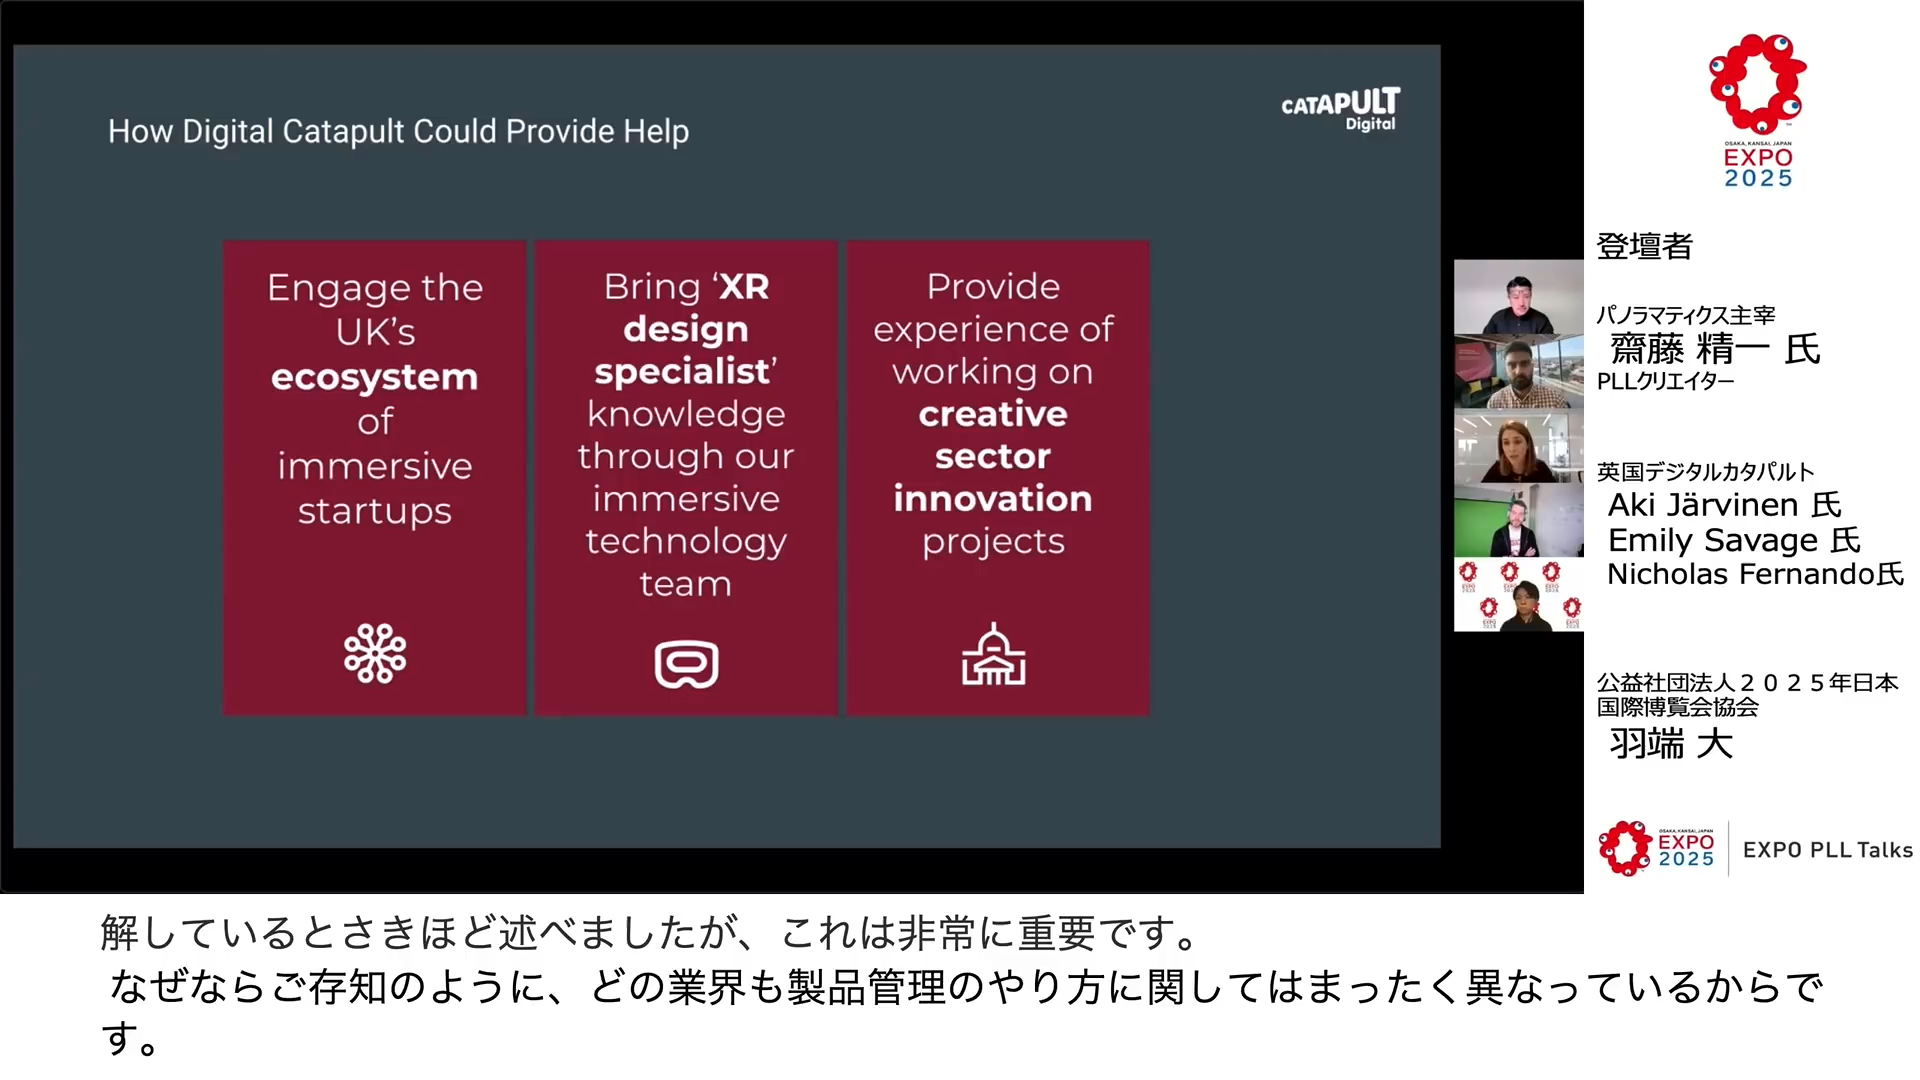 How Digital Catapult Could Provide Help
CATAPULT
Digital
Engage the
UK's
ecosystem
of
immersive
startups
Bring ‘XR
design
specialist’
knowledge
through our
immersive
technology
team
Provide
experience of
working on
creative
sector
innovation
projects
OSAKA, KANSAI, JAPAN
EXPO
2025
登壇者
パノラマティクス主宰
齋藤 精一 氏
PLLクリエイター
英国デジタルカタパルト
Aki Järvinen 氏
Emily Savage 氏
Nicholas Fernando氏
公益社団法人２０２５年日本
国際博覧会協会
羽端 大
OSAKA, KANSAI, JAPAN
EXPO
2025
EXPO PLL Talks
解しているとさきほど述べましたが、これは非常に重要です。
なぜならご存知のように、どの業界も製品管理のやり方に関してはまったく異なっているからで
す。